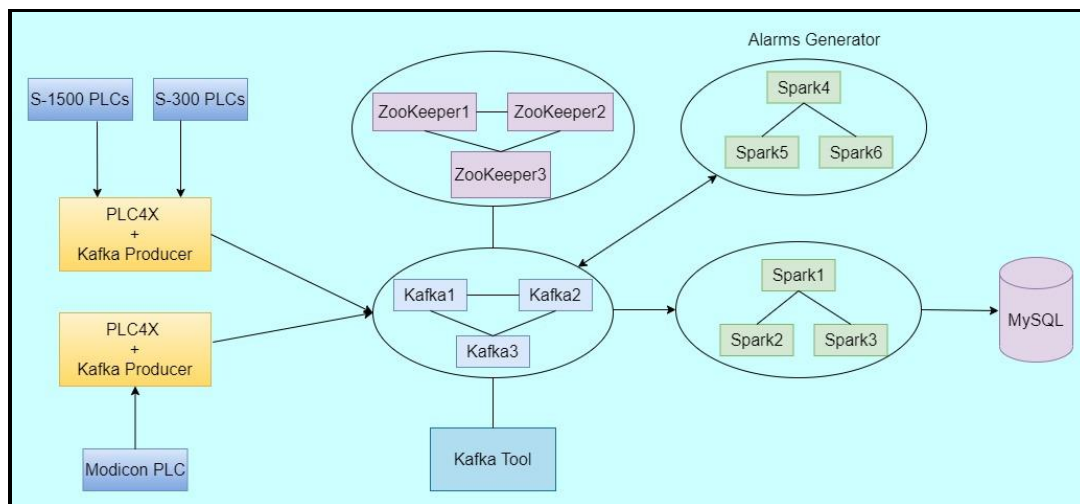 Alarms Generator
S-1500 PLCs
S-300 PLCs
ZooKeeper1
ZooKeeper2
ZooKeeper3
Spark4
Spark5
Spark6
PLC4X
+
Kafka Producer
Kafka1
Kafka2
Kafka3
Spark1
Spark2
Spark3
MySQL
PLC4X
+
Kafka Producer
Modicon PLC
Kafka Tool